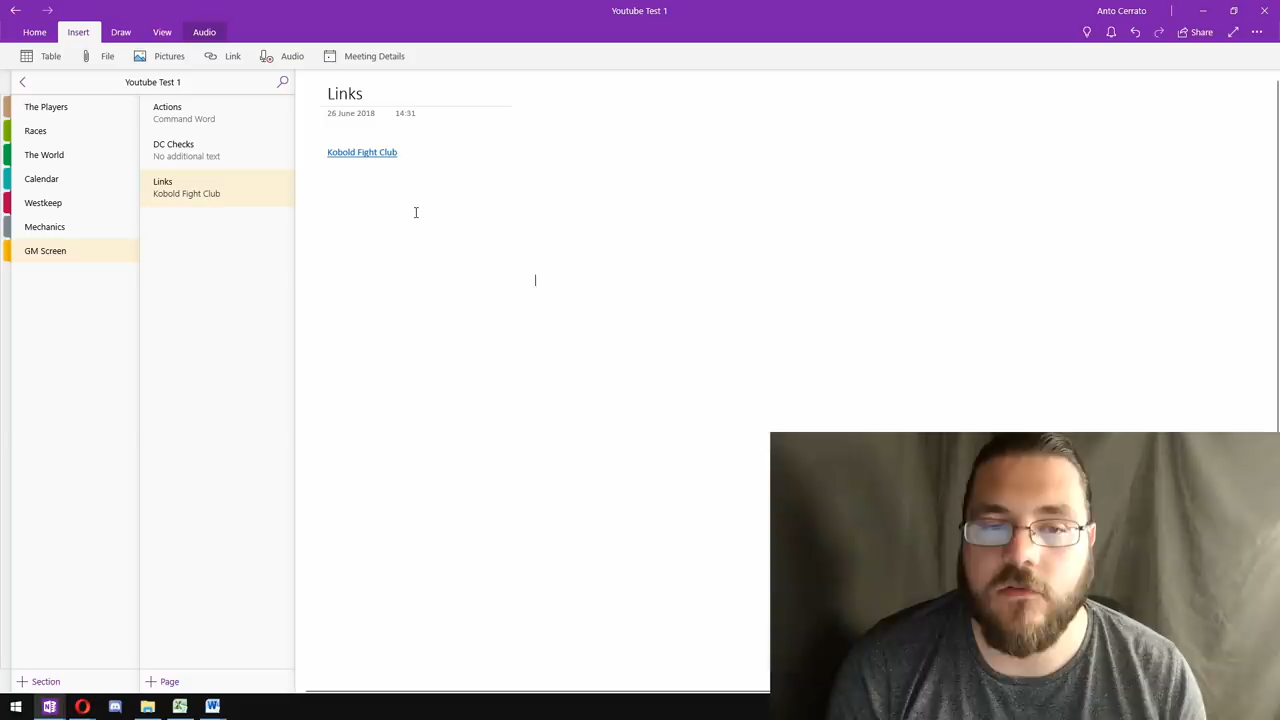 Youtube Test 1
Anto Cerrato
Home
Insert
Draw
View
Audio
Share
Table
File
Pictures
Link
Audio
Meeting Details
Youtube Test 1
The Players
Races
The World
Calendar
Westkeep
Mechanics
GM Screen
Actions
Command Word
DC Checks
No additional text
Links
Kobold Fight Club
Links
26 June 2018 14:31
Kobold Fight Club
+ Section
+ Page